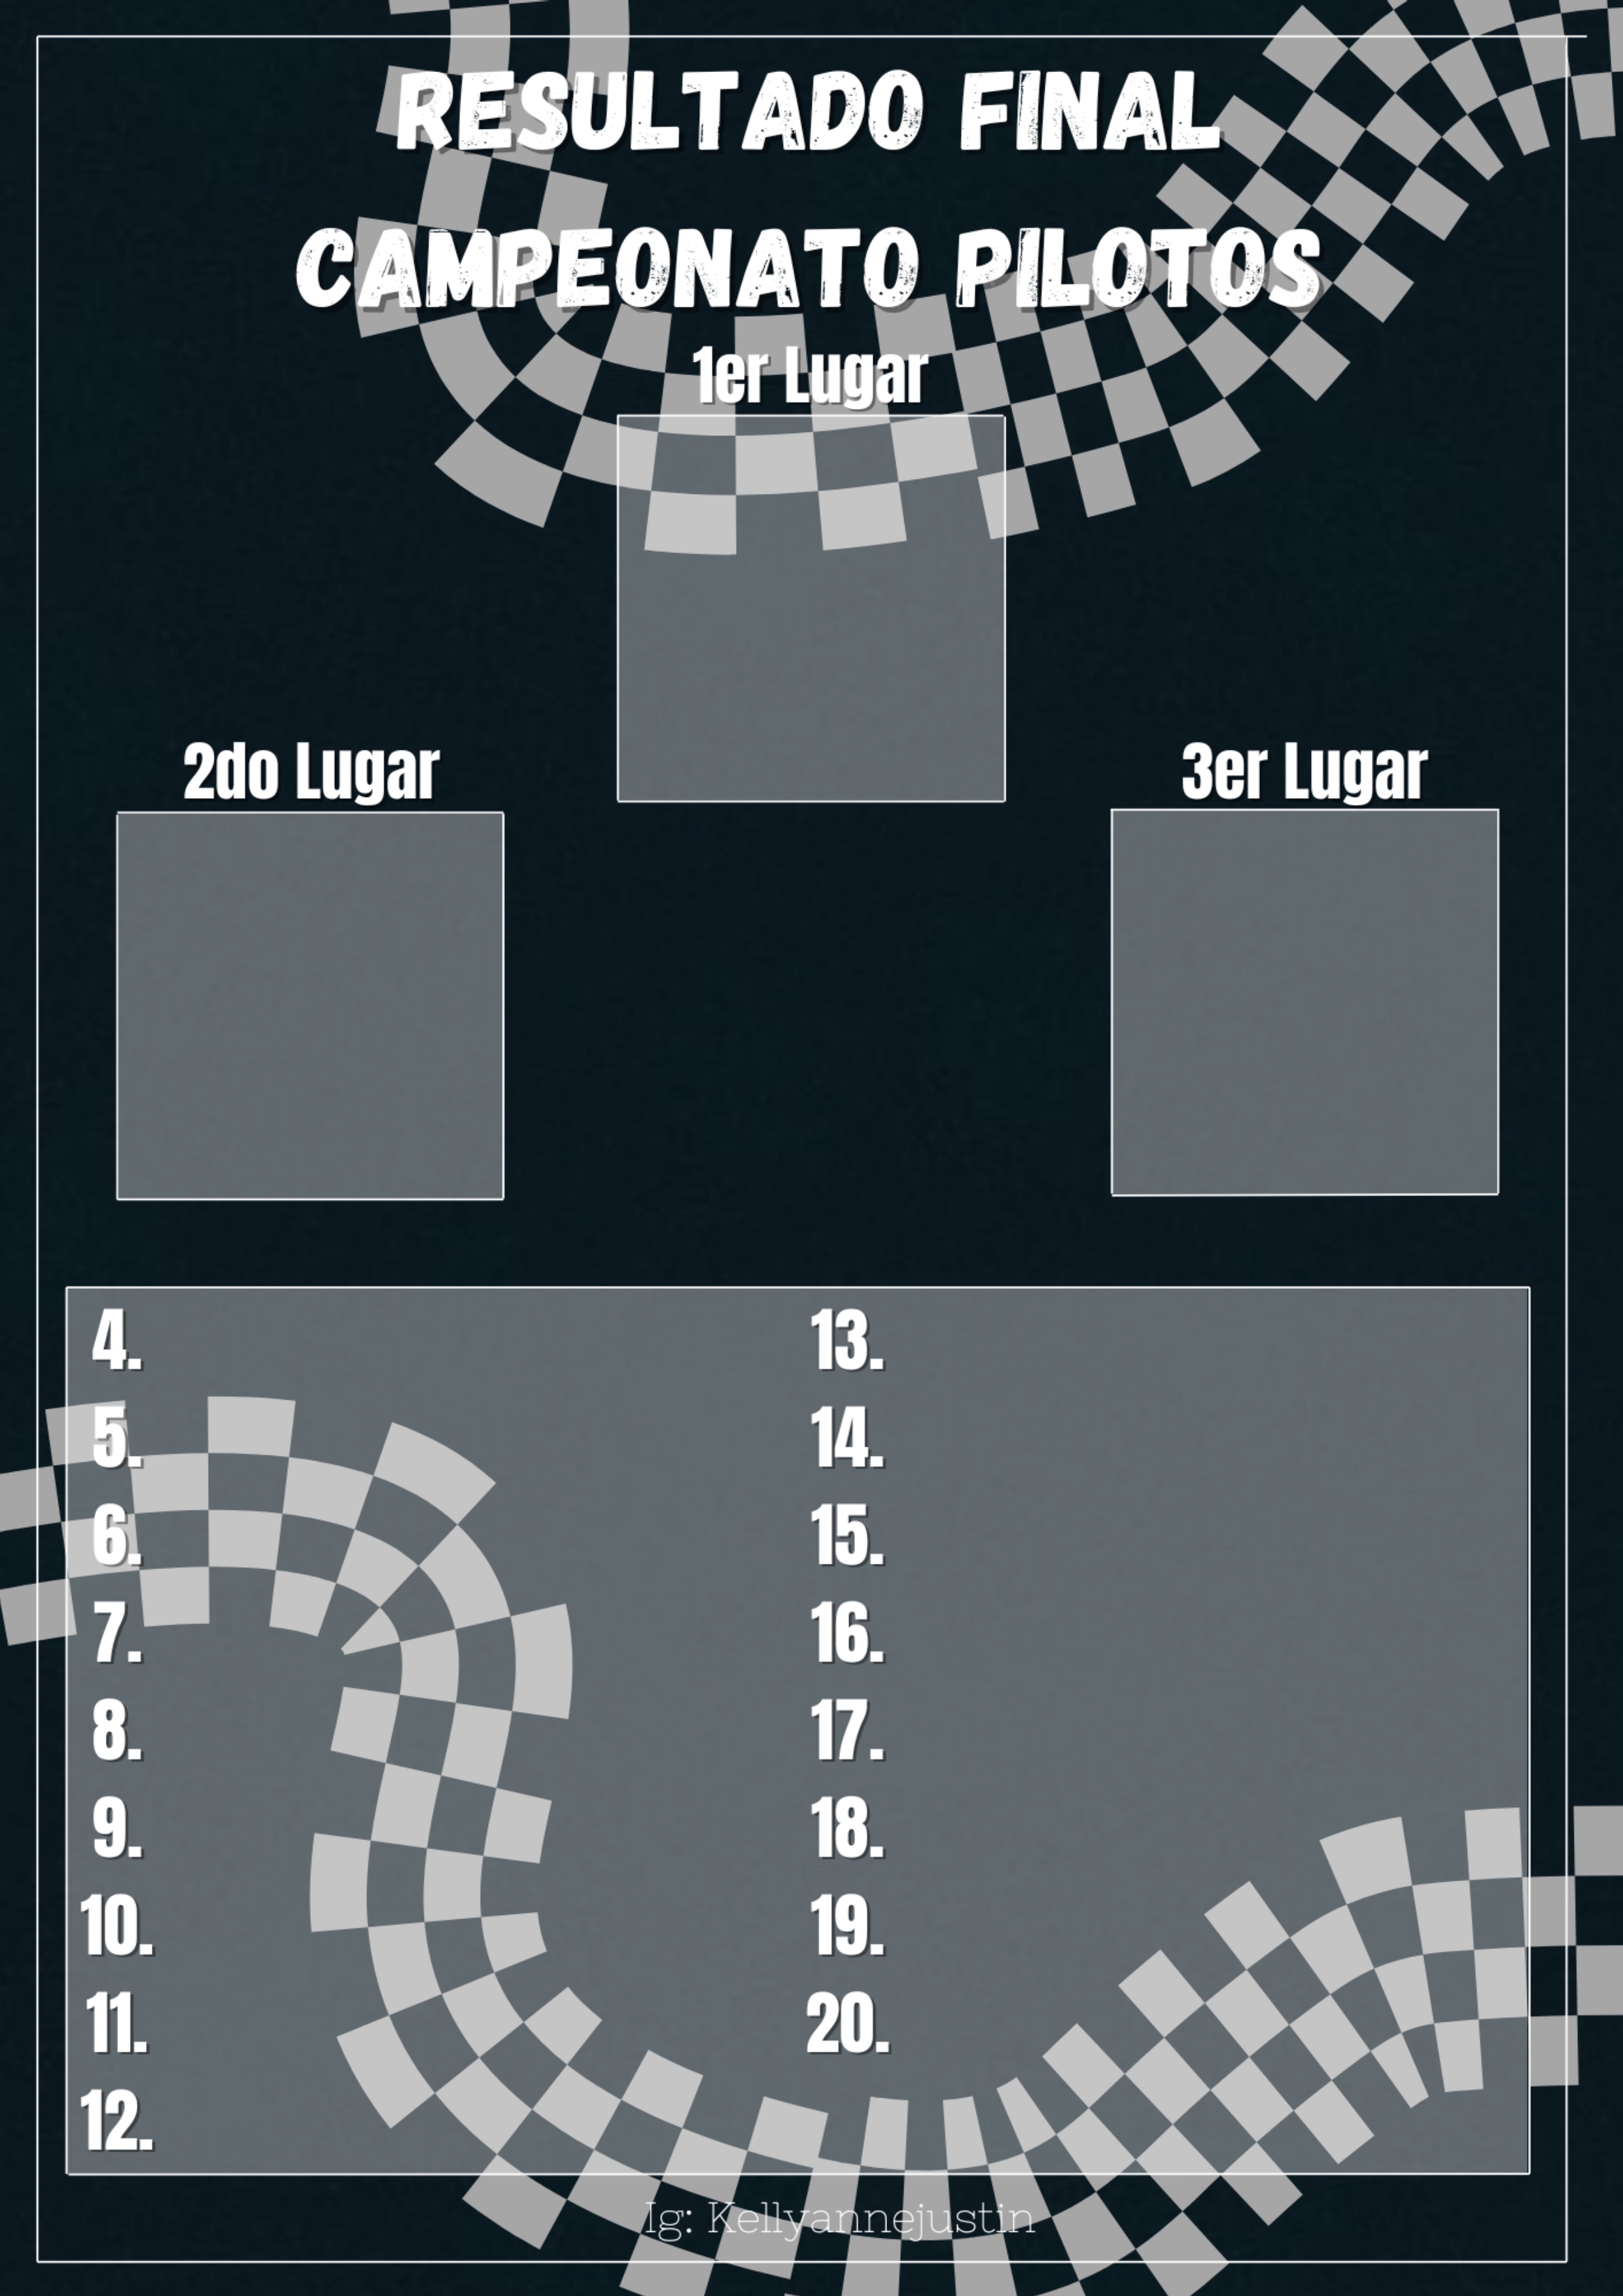 RESULTADO FINAL
CAMPEONATO PILOTOS
1er Lugar
2do Lugar
3er Lugar
4.
5.
6.
7.
8.
9.
10.
11.
12.
13.
14.
15.
16.
17.
18.
19.
20.
Ig: Kellyannejustin